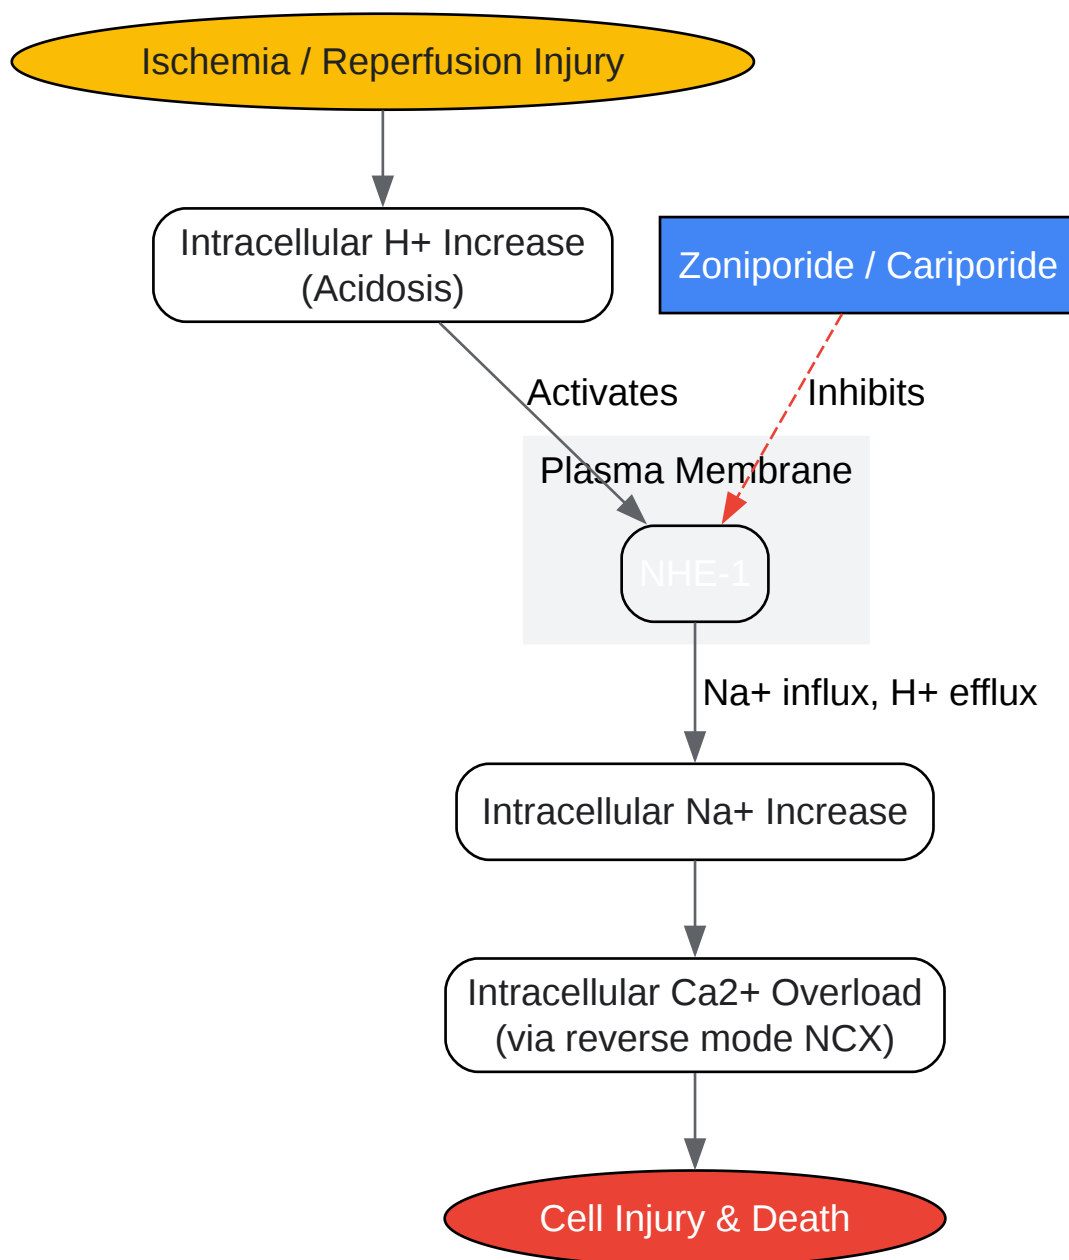 Ischemia / Reperfusion Injury
Intracellular H+ Increase
(Acidosis)
Zoniporide / Cariporide
Activates
Inhibits
Plasma Membrane
NHE-1
Na+ influx, H+ efflux
Intracellular Na+ Increase
Intracellular Ca2+ Overload
(via reverse mode NCX)
Cell Injury & Death